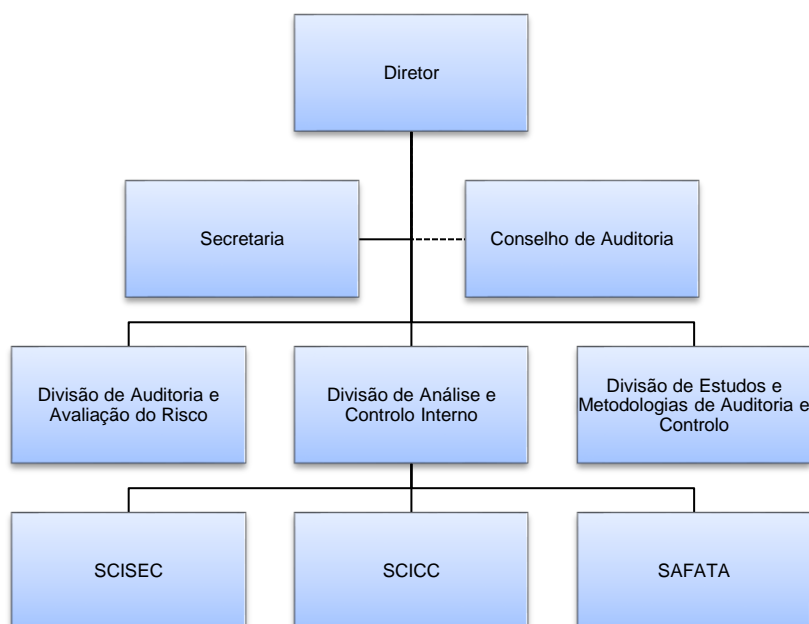 Diretor
Secretaria
Conselho de Auditoria
Divisão de Auditoria e
Avaliação do Risco
Divisão de Análise e
Controlo Interno
Divisão de Estudos e
Metodologias de Auditoria e
Controlo
SCISEC
SCICC
SAFATA